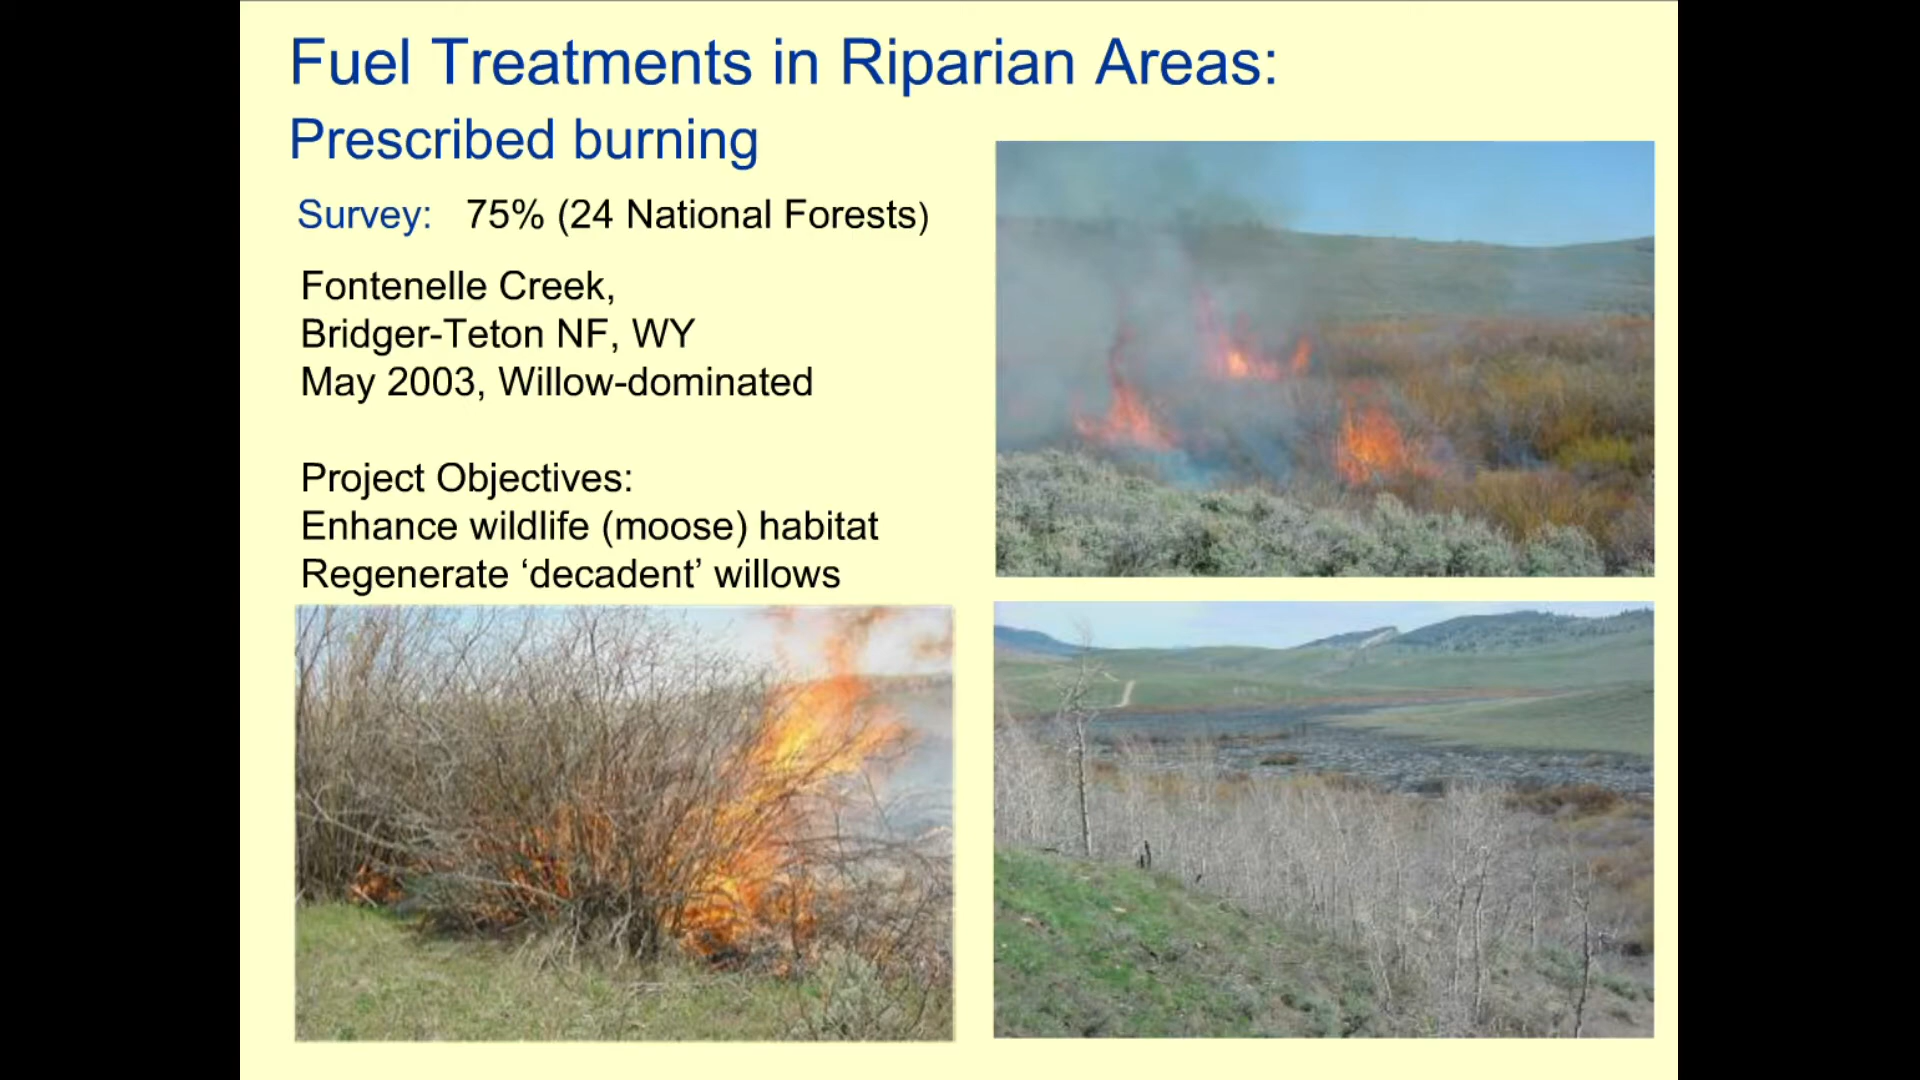 Fuel Treatments in Riparian Areas:
Prescribed burning
Survey: 75% (24 National Forests)
Fontenelle Creek,
Bridger-Teton NF, WY
May 2003, Willow-dominated
Project Objectives:
Enhance wildlife (moose) habitat
Regenerate ‘decadent’ willows